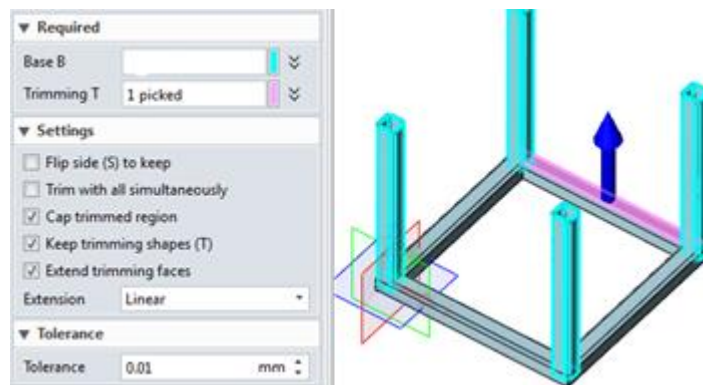 Required
Base B
Trimming T 1 picked
Settings
Flip side (S) to keep
Trim with all simultaneously
Cap trimmed region
Keep trimming shapes (T)
Extend trimming faces
Extension Linear
Tolerance
Tolerance 0.01 mm